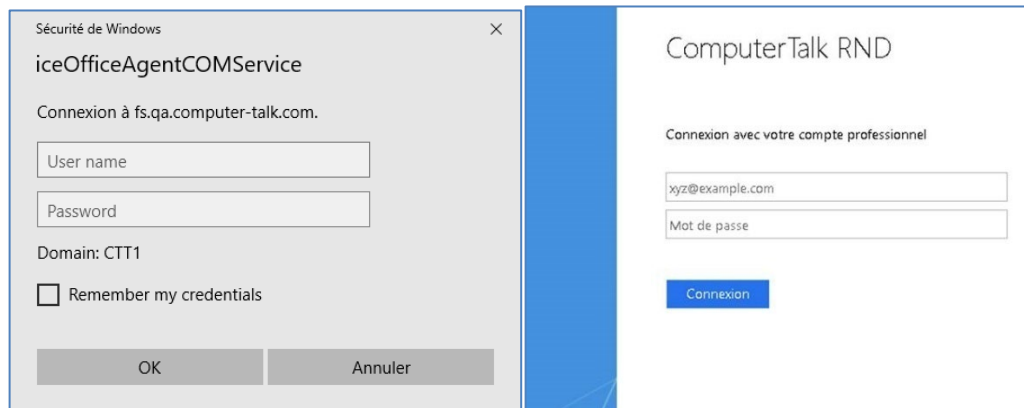 Sécurité de Windows
iceOfficeAgentCOMService
Connexion à fs.qa.computer-talk.com.
User name
Password
Domain: CTT1
Remember my credentials
OK
Annuler
ComputerTalk RND
Connexion avec votre compte professionnel
xyz@example.com
Mot de passe
Connexion